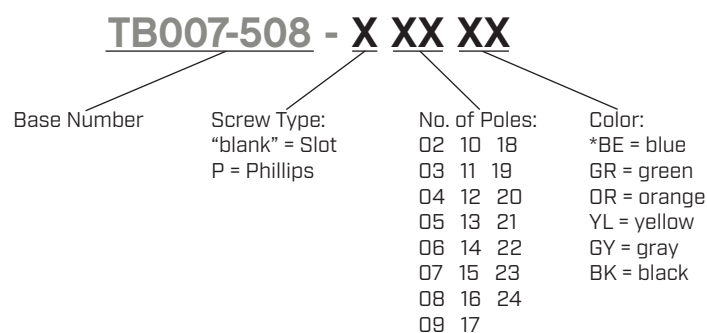 TB007-508 - X XX XX
Base Number
Screw Type:
“blank” = Slot
P = Phillips
No. of Poles:
02 10 18
03 11 19
04 12 20
05 13 21
06 14 22
07 15 23
08 16 24
09 17
Color:
*BE = blue
GR = green
OR = orange
YL = yellow
GY = gray
BK = black